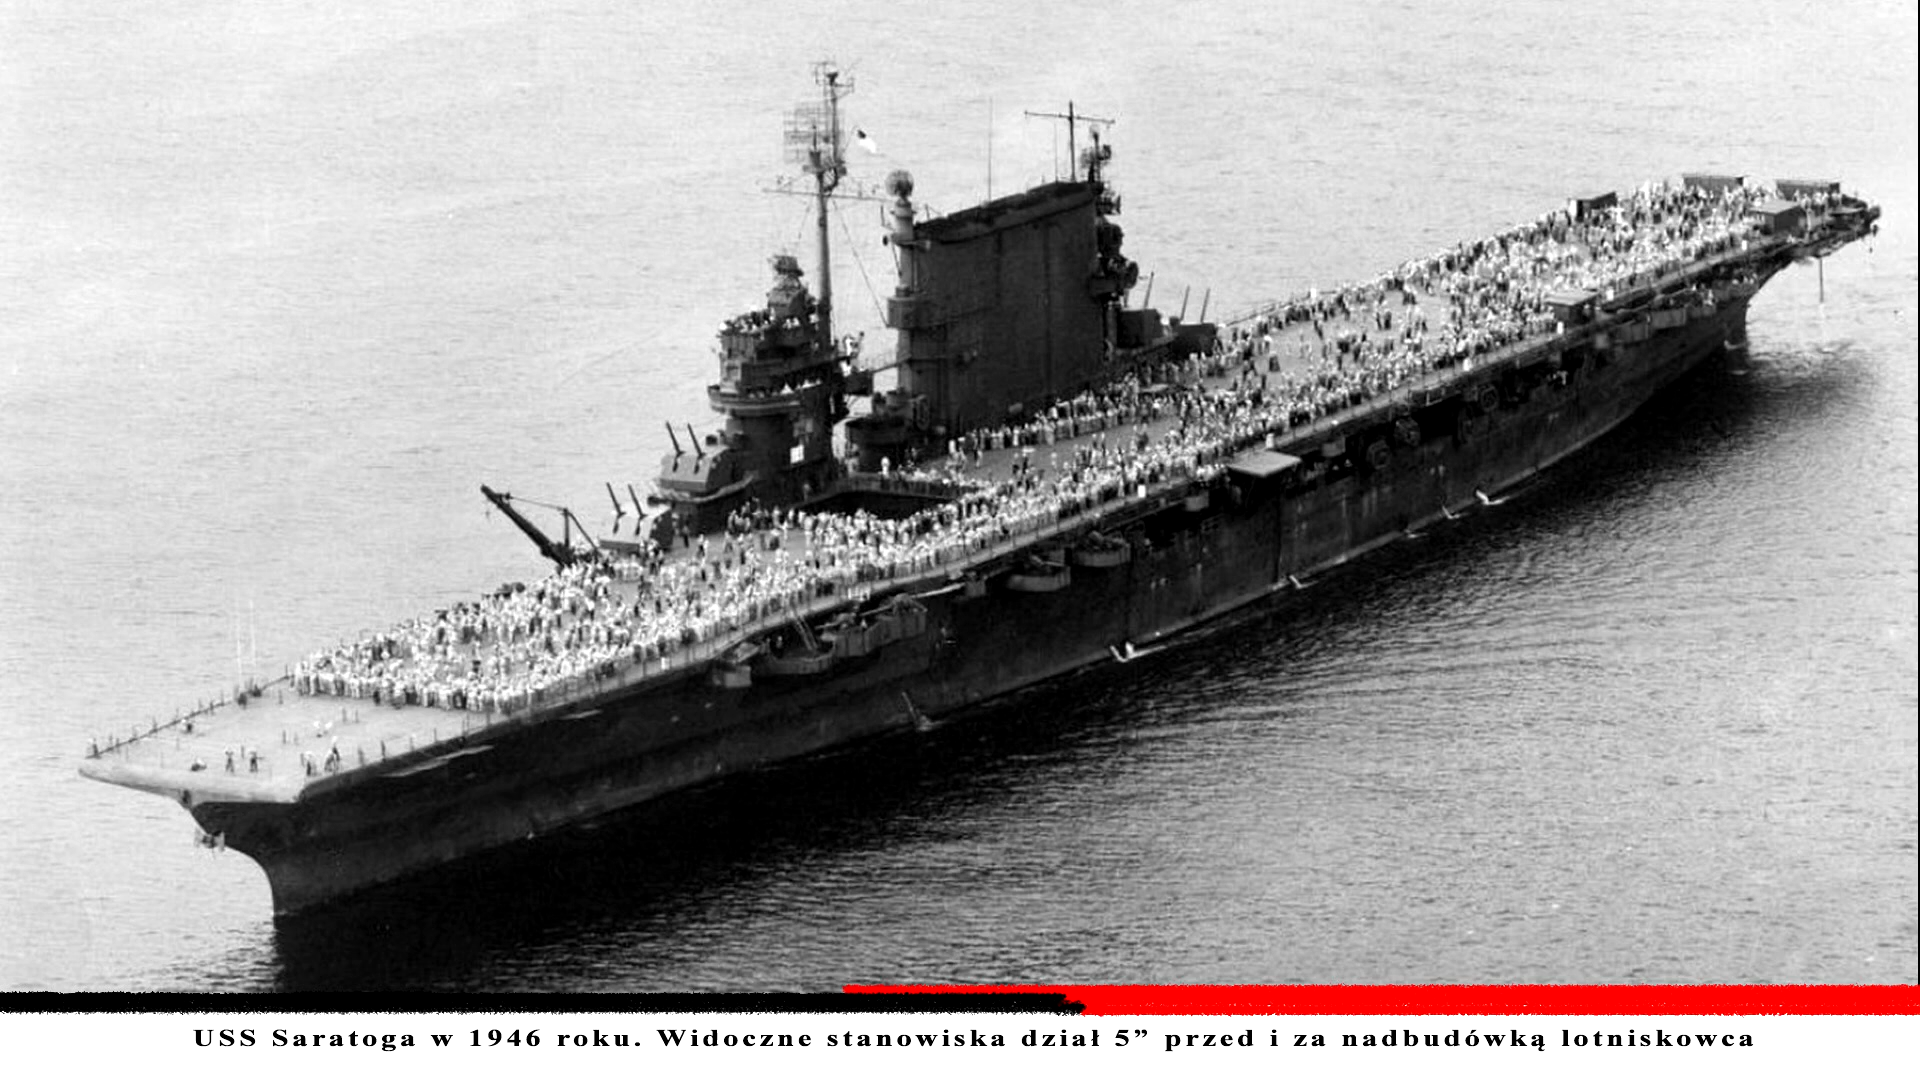 USS Saratoga w 1946 roku. Widoczne stanowiska dział 5” przed i za nadbudówką lotniskowca